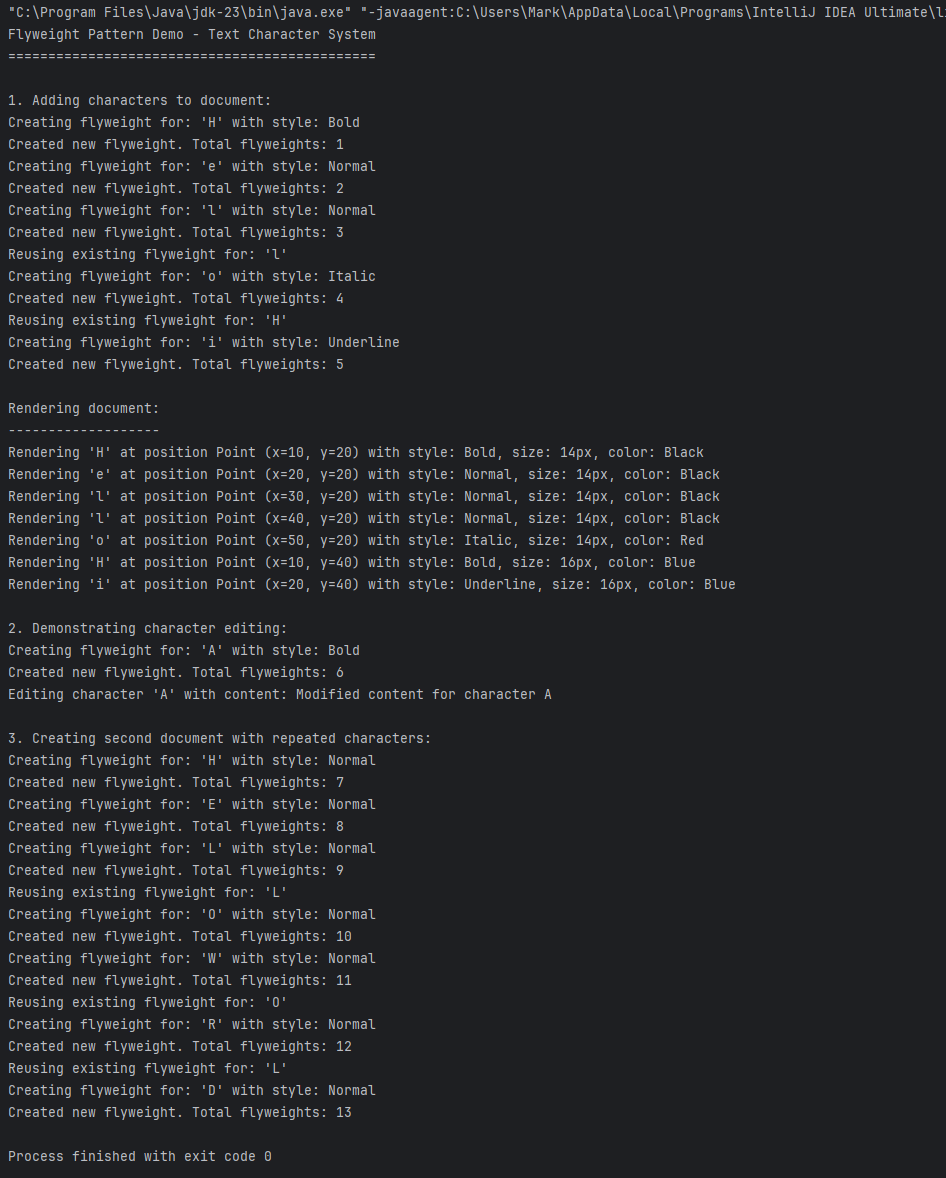 "C:\Program Files\Java\jdk-23\bin\java.exe" "-javaagent:C:\Users\Mark\AppData\Local\Programs\IntelliJ IDEA Ultimate\l
Flyweight Pattern Demo - Text Character System
==============================================

1. Adding characters to document:
Creating flyweight for: 'H' with style: Bold
Created new flyweight. Total flyweights: 1
Creating flyweight for: 'e' with style: Normal
Created new flyweight. Total flyweights: 2
Creating flyweight for: 'l' with style: Normal
Created new flyweight. Total flyweights: 3
Reusing existing flyweight for: 'l'
Creating flyweight for: 'o' with style: Italic
Created new flyweight. Total flyweights: 4
Reusing existing flyweight for: 'H'
Creating flyweight for: 'i' with style: Underline
Created new flyweight. Total flyweights: 5

Rendering document:
-------------------
Rendering 'H' at position Point (x=10, y=20) with style: Bold, size: 14px, color: Black
Rendering 'e' at position Point (x=20, y=20) with style: Normal, size: 14px, color: Black
Rendering 'l' at position Point (x=30, y=20) with style: Normal, size: 14px, color: Black
Rendering 'l' at position Point (x=40, y=20) with style: Normal, size: 14px, color: Black
Rendering 'o' at position Point (x=50, y=20) with style: Italic, size: 14px, color: Red
Rendering 'H' at position Point (x=10, y=40) with style: Bold, size: 16px, color: Blue
Rendering 'i' at position Point (x=20, y=40) with style: Underline, size: 16px, color: Blue

2. Demonstrating character editing:
Creating flyweight for: 'A' with style: Bold
Created new flyweight. Total flyweights: 6
Editing character 'A' with content: Modified content for character A

3. Creating second document with repeated characters:
Creating flyweight for: 'H' with style: Normal
Created new flyweight. Total flyweights: 7
Creating flyweight for: 'E' with style: Normal
Created new flyweight. Total flyweights: 8
Creating flyweight for: 'L' with style: Normal
Created new flyweight. Total flyweights: 9
Reusing existing flyweight for: 'L'
Creating flyweight for: 'O' with style: Normal
Created new flyweight. Total flyweights: 10
Creating flyweight for: 'W' with style: Normal
Created new flyweight. Total flyweights: 11
Reusing existing flyweight for: 'O'
Creating flyweight for: 'R' with style: Normal
Created new flyweight. Total flyweights: 12
Reusing existing flyweight for: 'L'
Creating flyweight for: 'D' with style: Normal
Created new flyweight. Total flyweights: 13

Process finished with exit code 0